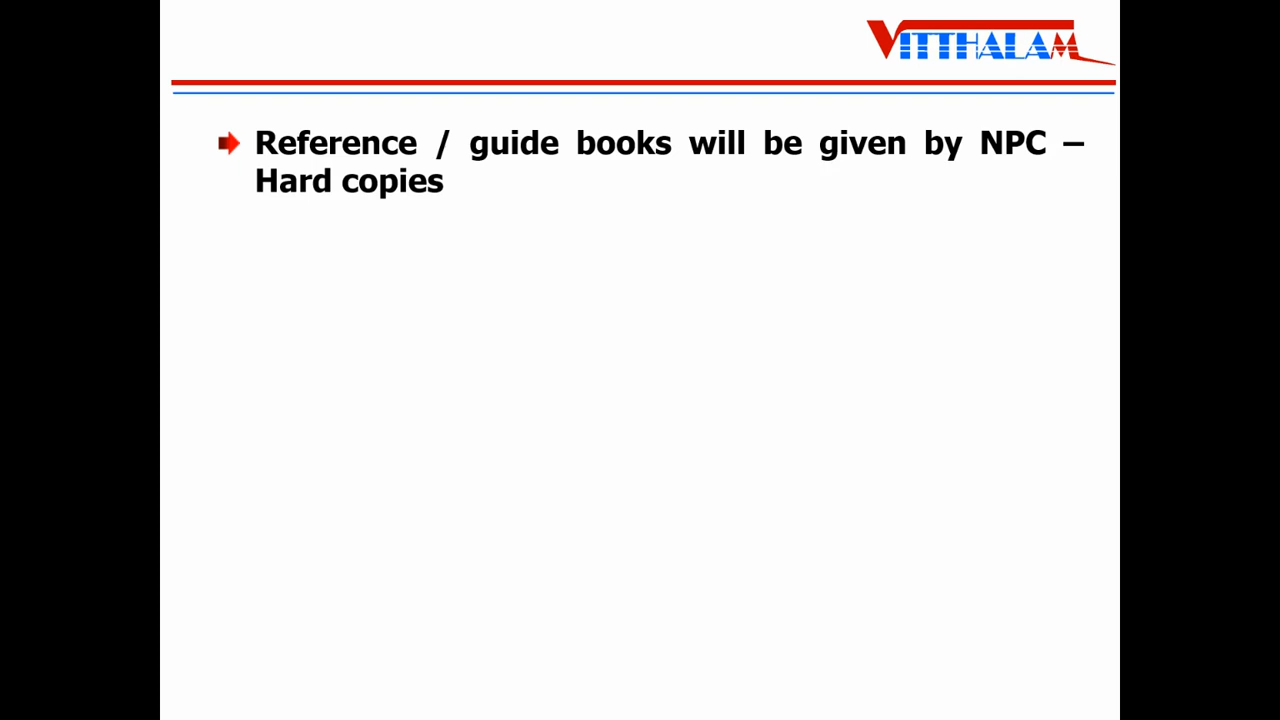 VITTHALAM
Reference / guide books will be given by NPC –
Hard copies